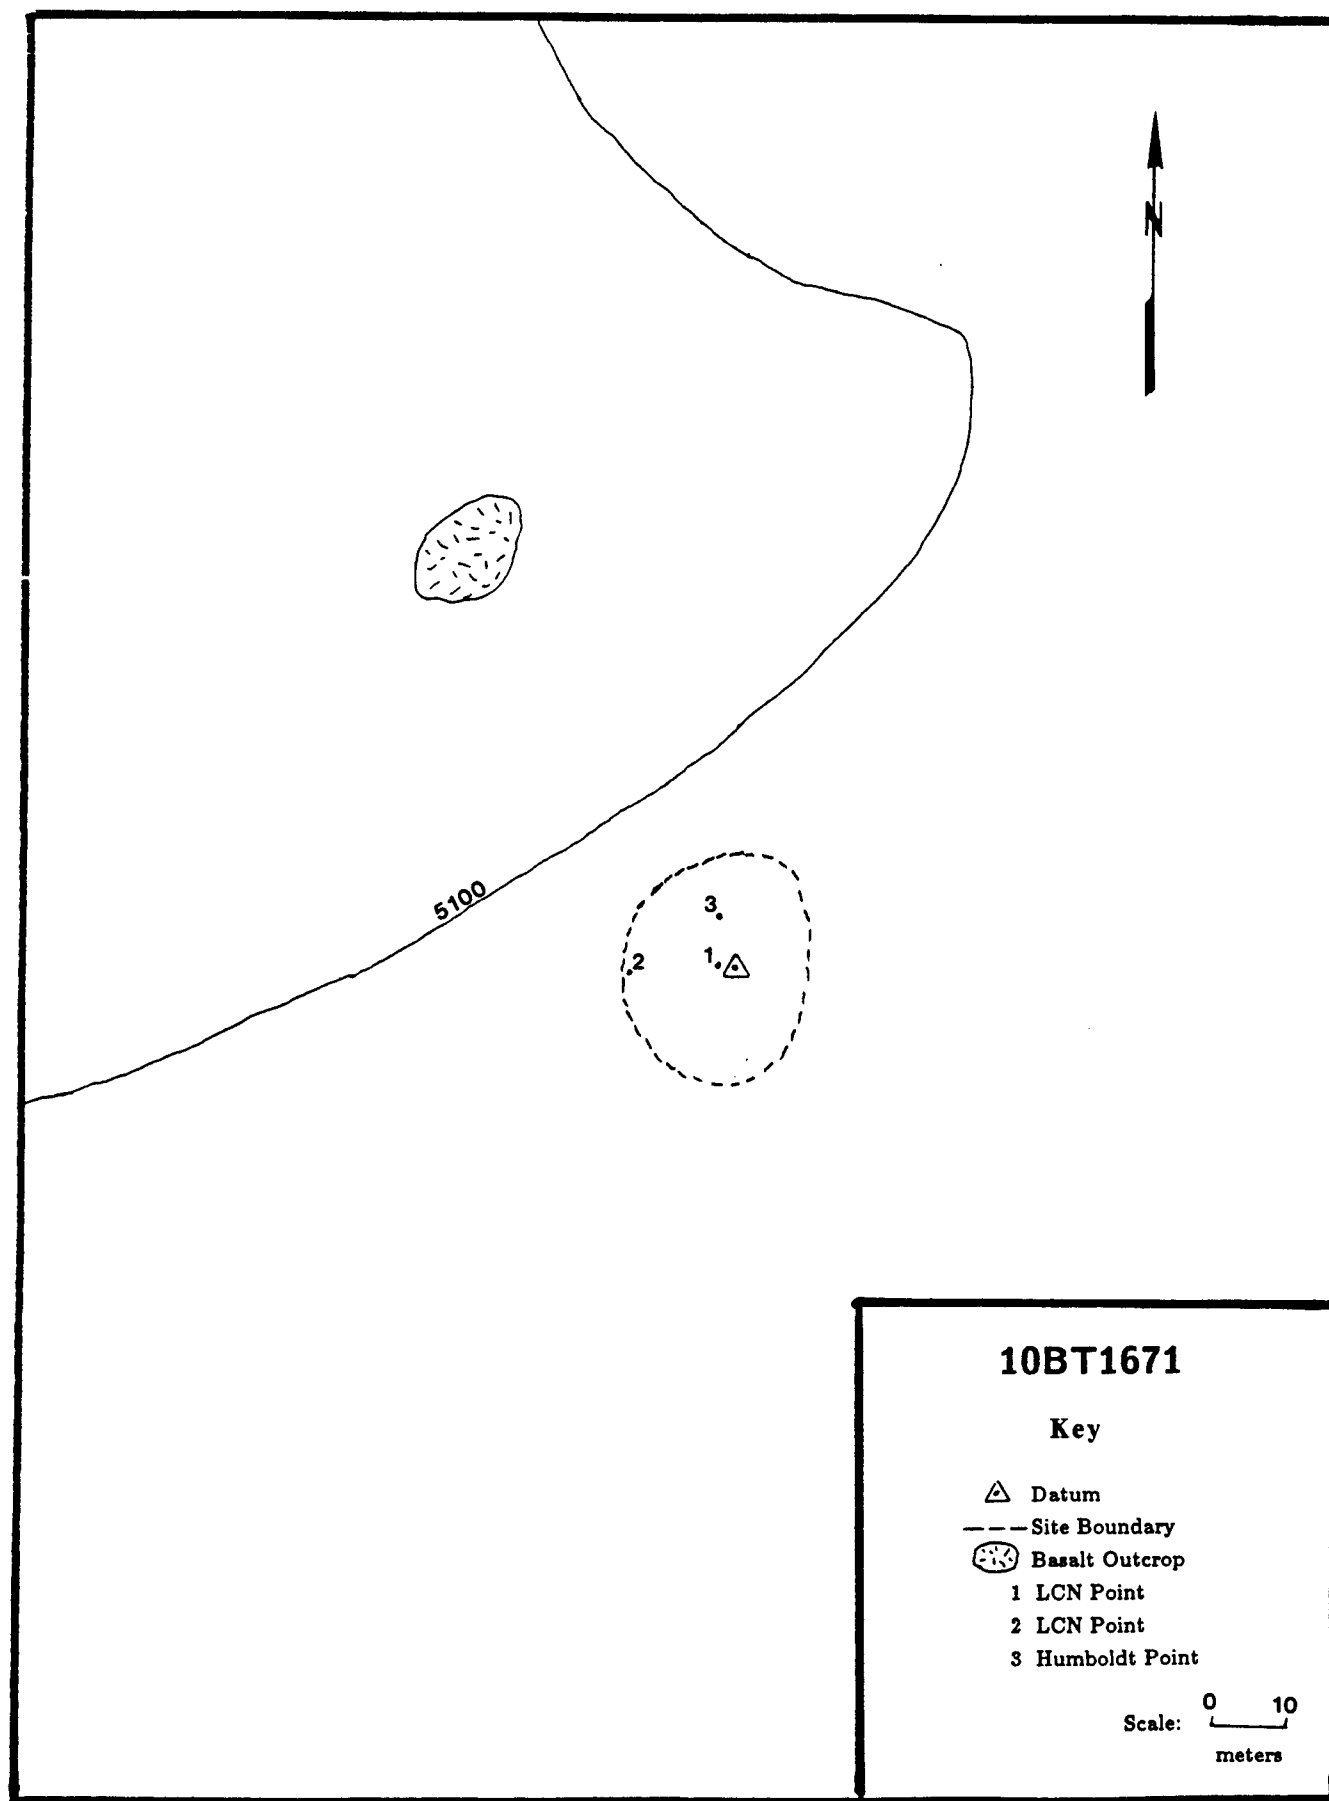 N
5100
3
2
1
10BT1671
Key
Datum
Site Boundary
Basalt Outcrop
1 LCN Point
2 LCN Point
3 Humboldt Point
0 10
Scale:
meters